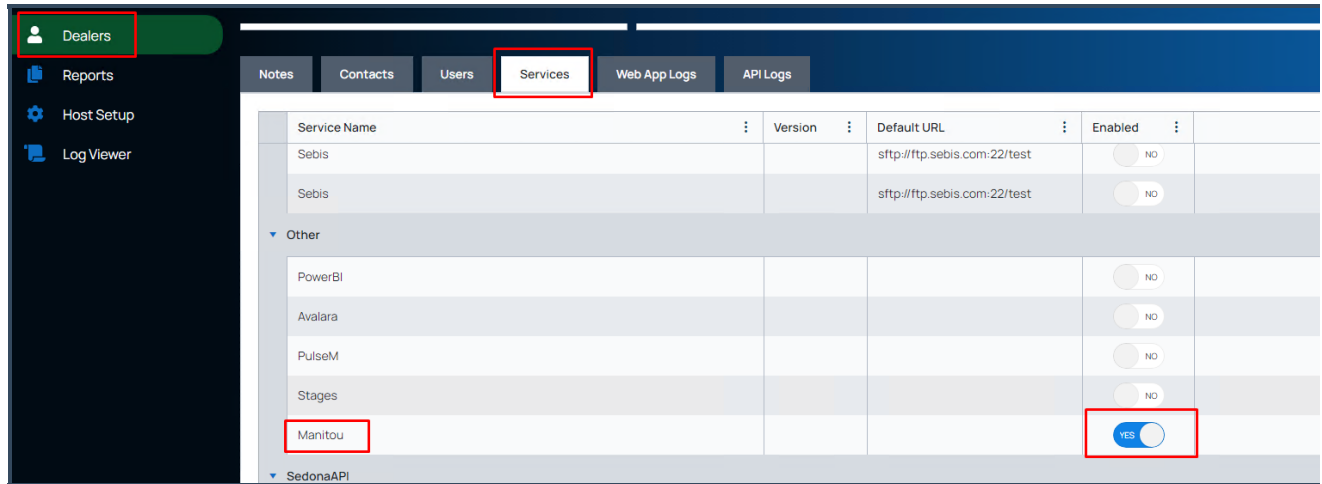 Dealers
Reports
Host Setup
Log Viewer
Notes Contacts Users Services Web App Logs API Logs
Service Name Version Default URL Enabled
Sebis sftp://ftp.sebis.com:22/test NO
Sebis sftp://ftp.sebis.com:22/test NO
Other
PowerBI NO
Avalara NO
PulseM NO
Stages NO
Manitou YES
SedonaAPI